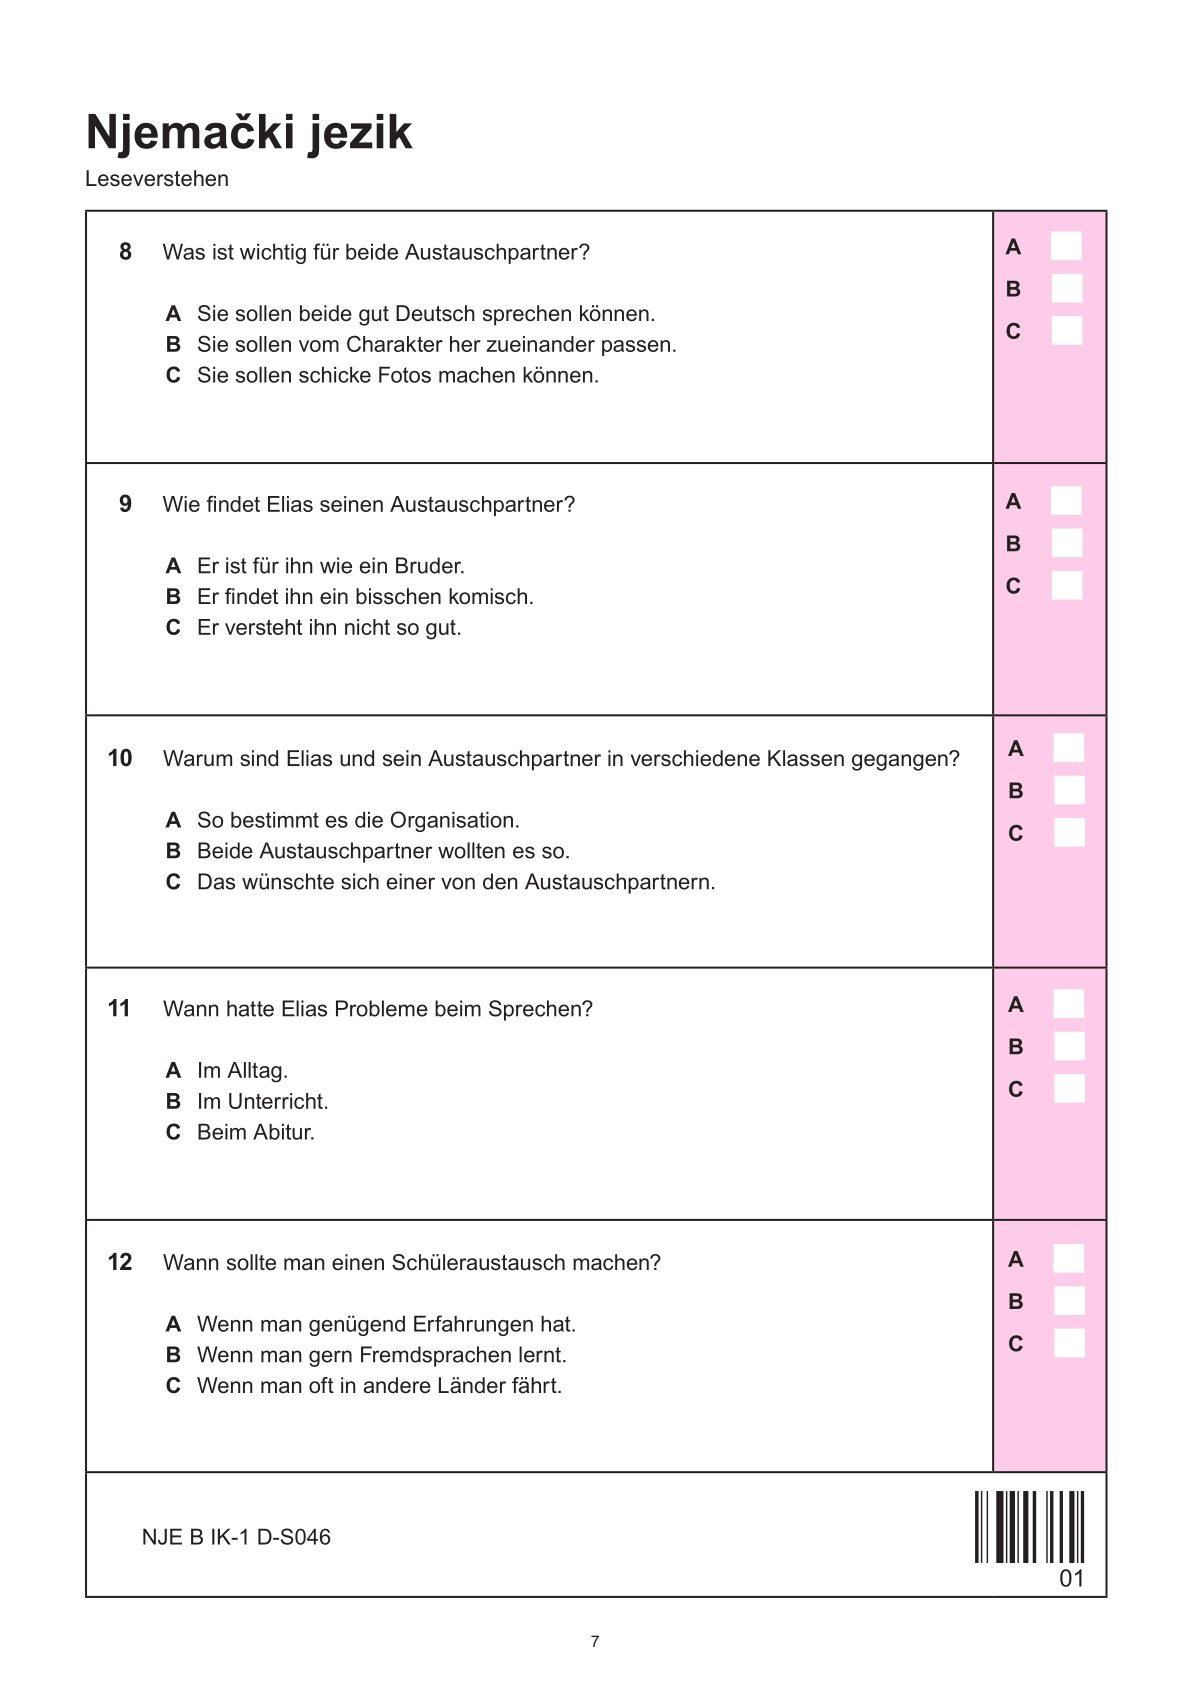 Njemački jezik
Leseverstehen
8 Was ist wichtig für beide Austauschpartner?
A Sie sollen beide gut Deutsch sprechen können.
B Sie sollen vom Charakter her zueinander passen.
C Sie sollen schicke Fotos machen können.
A
B
C
9 Wie findet Elias seinen Austauschpartner?
A Er ist für ihn wie ein Bruder.
B Er findet ihn ein bisschen komisch.
C Er versteht ihn nicht so gut.
A
B
C
10 Warum sind Elias und sein Austauschpartner in verschiedene Klassen gegangen?
A So bestimmt es die Organisation.
B Beide Austauschpartner wollten es so.
C Das wünschte sich einer von den Austauschpartnern.
A
B
C
11 Wann hatte Elias Probleme beim Sprechen?
A Im Alltag.
B Im Unterricht.
C Beim Abitur.
A
B
C
12 Wann sollte man einen Schüleraustausch machen?
A Wenn man genügend Erfahrungen hat.
B Wenn man gern Fremdsprachen lernt.
C Wenn man oft in andere Länder fährt.
A
B
C
NJE B IK-1 D-S046
01
7